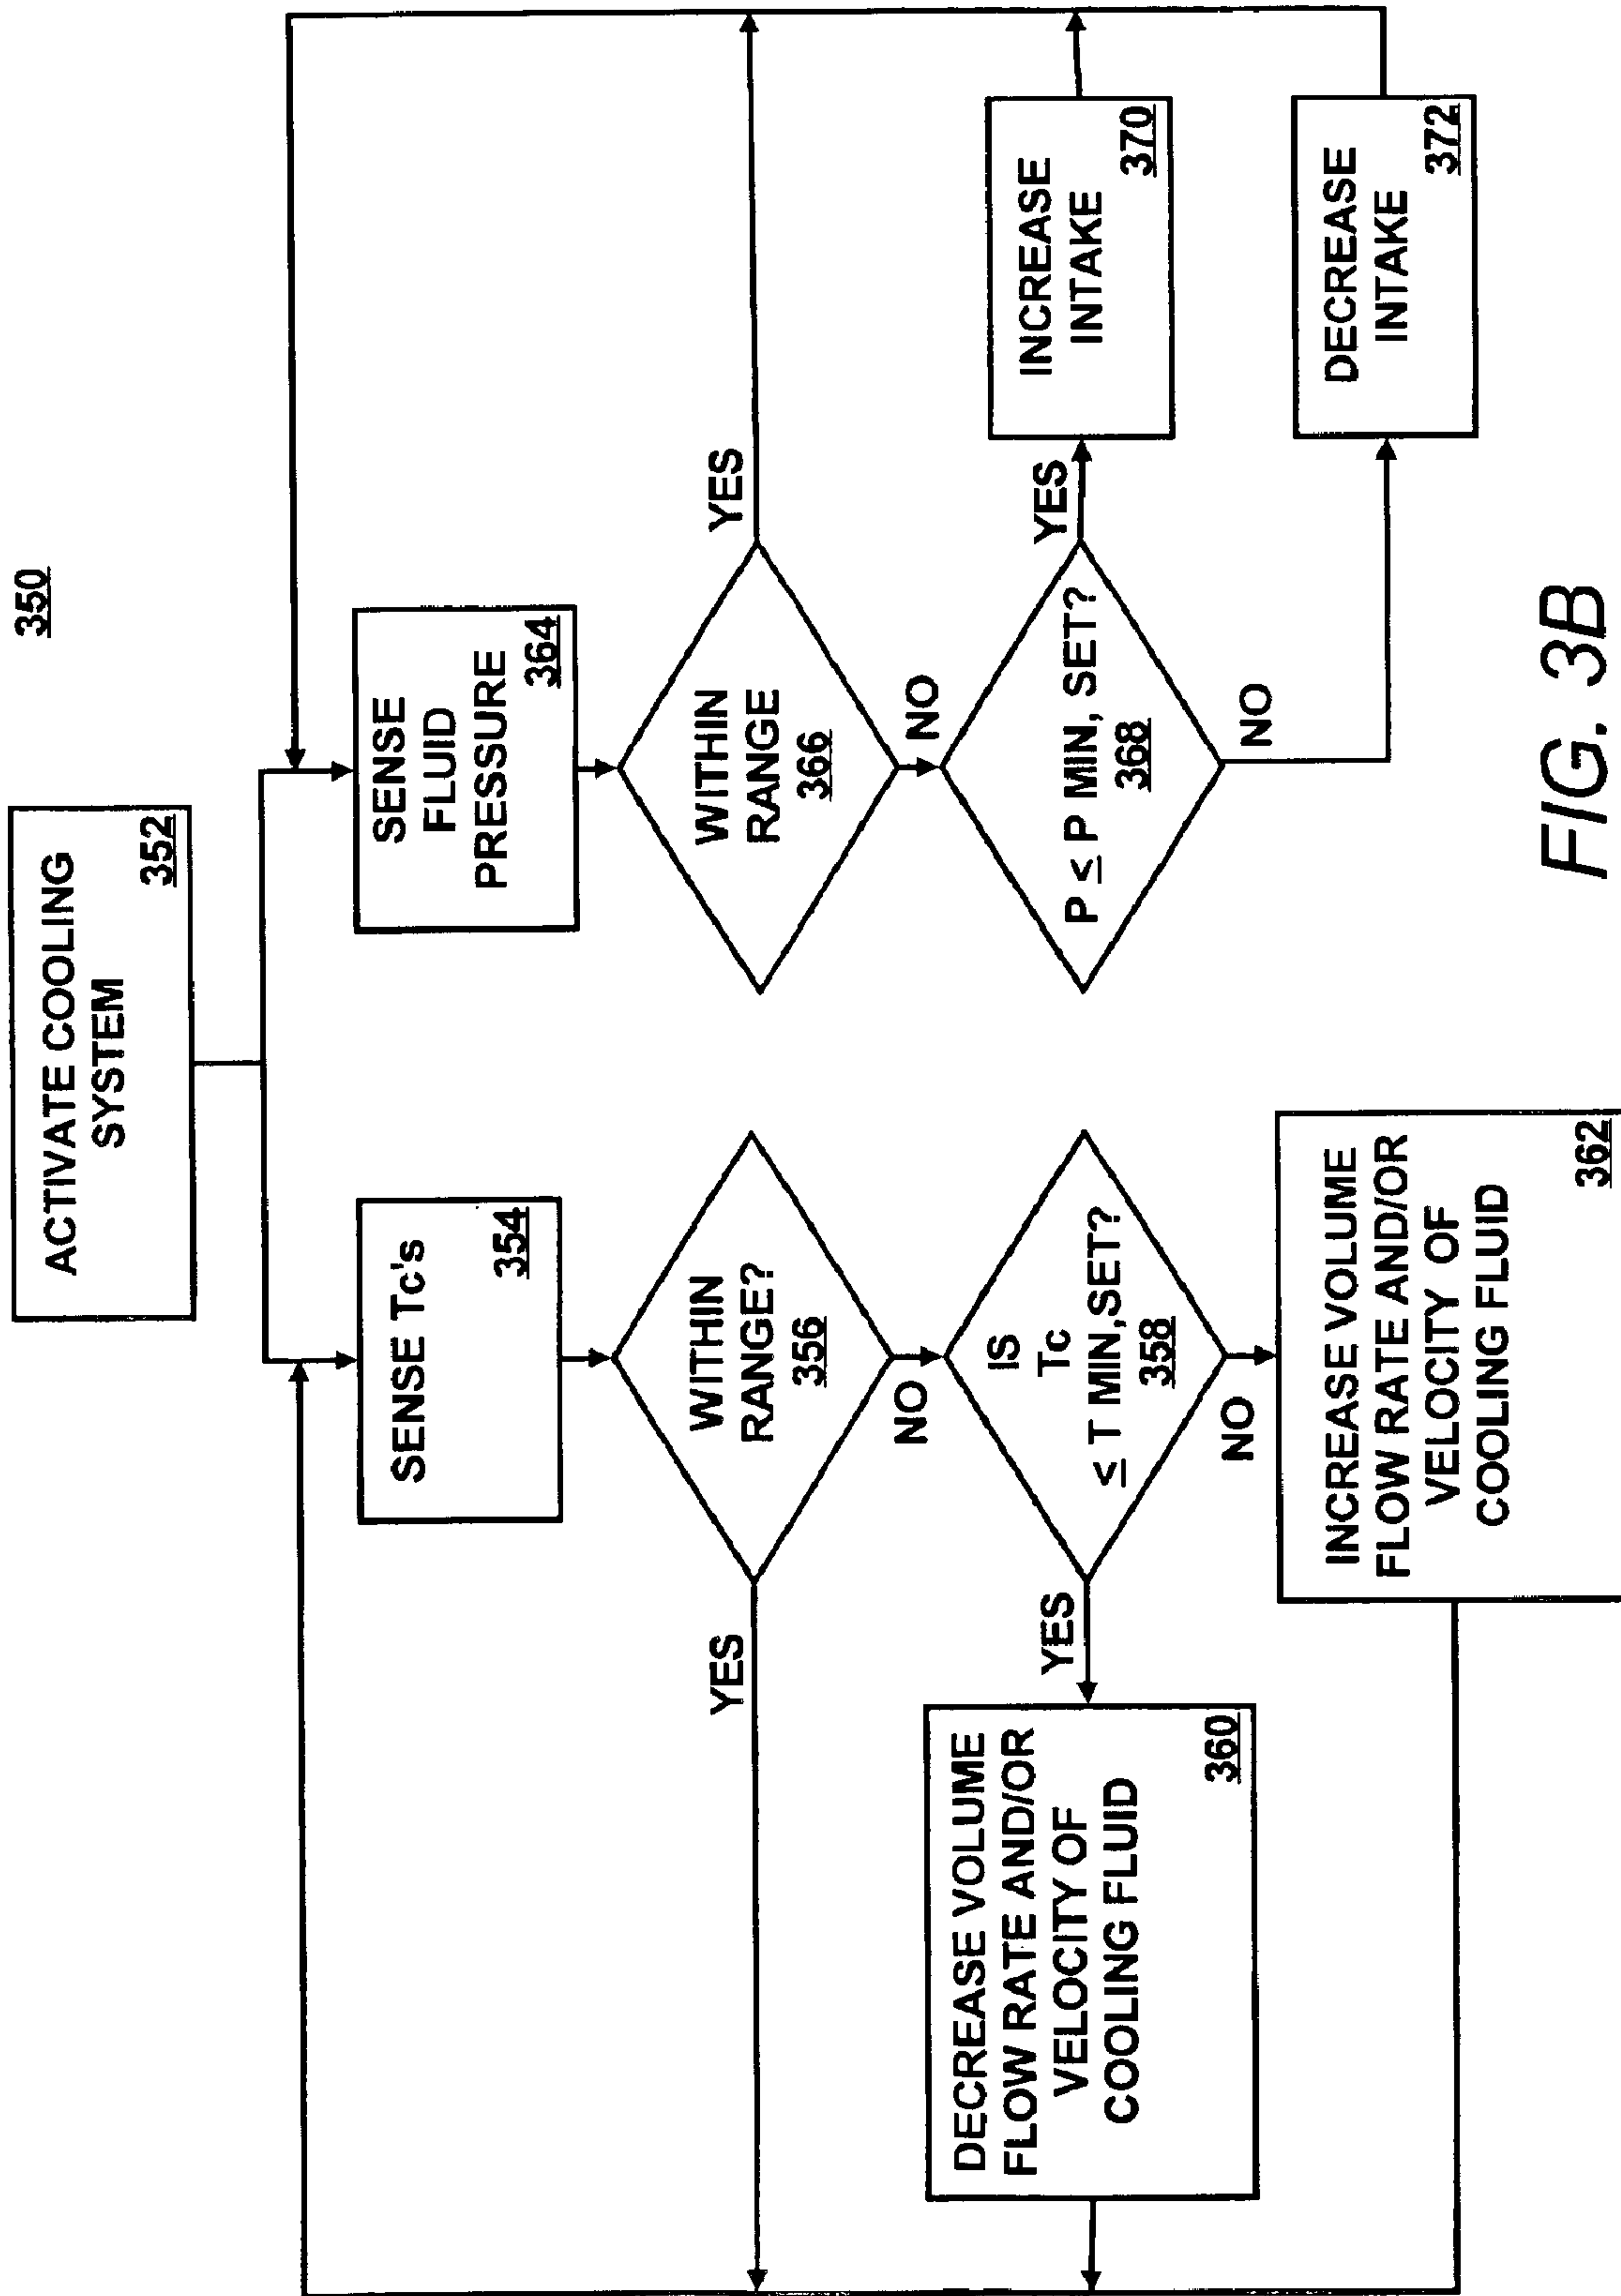 350
ACTIVATE COOLING
SYSTEM
352
SENSE Tc's
354
WITHIN
RANGE?
356
YES
NO
IS
Tc
≤ T MIN,SET?
358
YES
NO
DECREASE VOLUME
FLOW RATE AND/OR
VELOCITY OF
COOLING FLUID
360
INCREASE VOLUME
FLOW RATE AND/OR
VELOCITY OF
COOLING FLUID
362
SENSE
FLUID
PRESSURE
364
WITHIN
RANGE
366
YES
NO
P ≤ P MIN, SET?
368
YES
NO
INCREASE
INTAKE
370
DECREASE
INTAKE
372
FIG. 3B